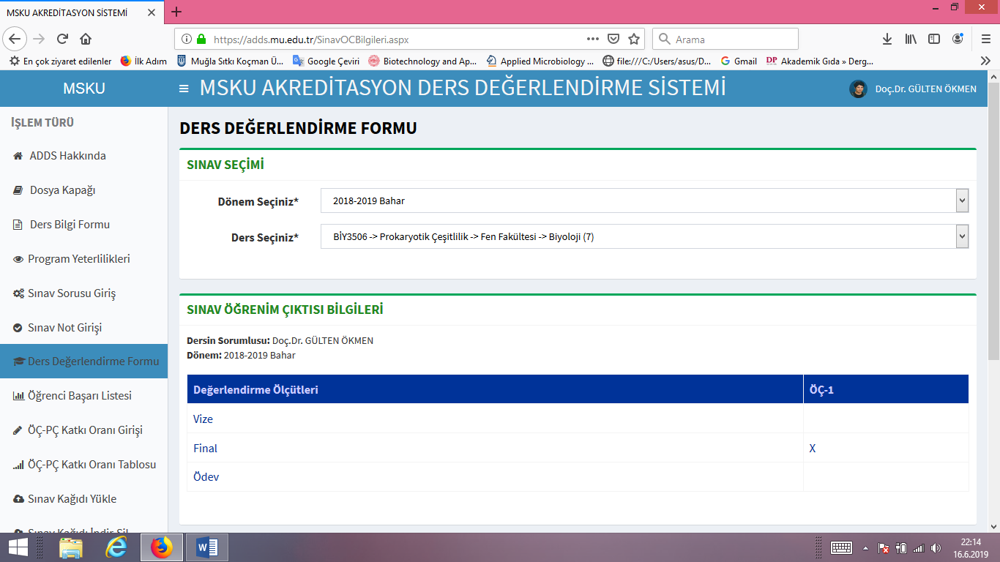 MSKU AKREDİTASYON SİSTEMİ
https://adds.mu.edu.tr/SinavOCBilgileri.aspx
Arama
En çok ziyaret edilenler
İlk Adım
Muğla Sıtkı Koçman Ü...
Google Çeviri
Biotechnology and Ap...
Applied Microbiology ...
file:///C:/Users/asus/D...
Gmail
DP Akademik Gıda » Derg...
MSKU
MSKU AKREDİTASYON DERS DEĞERLENDİRME SİSTEMİ
Doç.Dr. GÜLTEN ÖKMEN
İŞLEM TÜRÜ
ADDS Hakkında
Dosya Kapağı
Ders Bilgi Formu
Program Yeterlilikleri
Sınav Sorusu Giriş
Sınav Not Girişi
Ders Değerlendirme Formu
Öğrenci Başarı Listesi
ÖÇ-PÇ Katkı Oranı Girişi
ÖÇ-PÇ Katkı Oranı Tablosu
Sınav Kağıdı Yükle
Sınav Kağıdı İndir Sil
DERS DEĞERLENDİRME FORMU
SINAV SEÇİMİ
Dönem Seçiniz* 2018-2019 Bahar
Ders Seçiniz* BİY3506 -> Prokaryotik Çeşitlilik -> Fen Fakültesi -> Biyoloji (7)
SINAV ÖĞRENİM ÇIKTISI BİLGİLERİ
Dersin Sorumlusu: Doç.Dr. GÜLTEN ÖKMEN
Dönem: 2018-2019 Bahar
Değerlendirme Ölçütleri ÖÇ-1
Vize
Final X
Ödev
22:14
16.6.2019